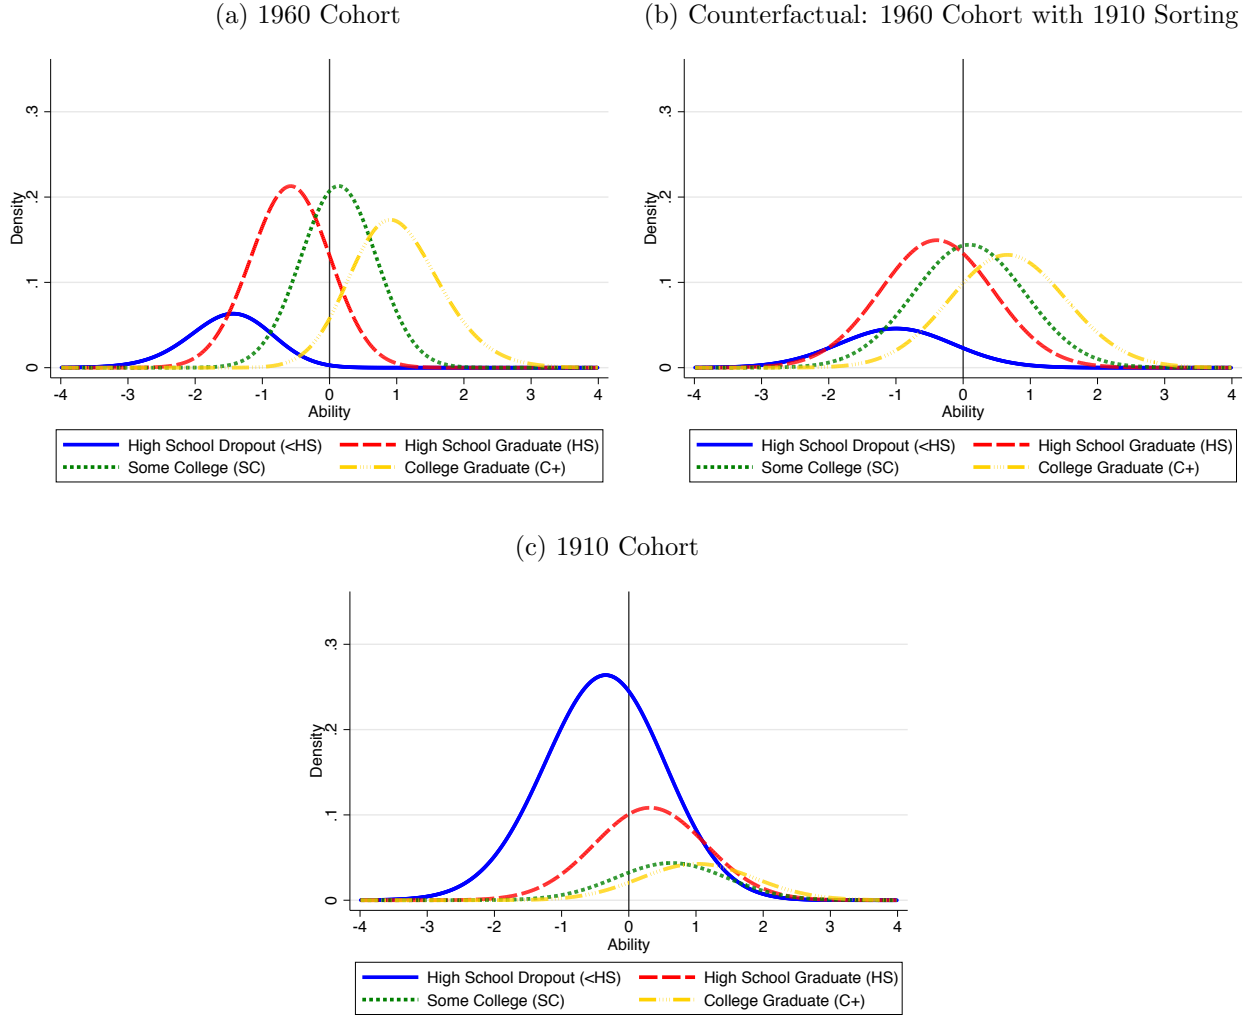 (a) 1960 Cohort
.3
.2
.1
0
Density
-4 -3 -2 -1 0 1 2 3 4
Ability
High School Dropout (<HS) High School Graduate (HS)
Some College (SC) College Graduate (C+)
(b) Counterfactual: 1960 Cohort with 1910 Sorting
.3
.2
.1
0
Density
-4 -3 -2 -1 0 1 2 3 4
Ability
High School Dropout (<HS) High School Graduate (HS)
Some College (SC) College Graduate (C+)
(c) 1910 Cohort
.3
.2
.1
0
Density
-4 -3 -2 -1 0 1 2 3 4
Ability
High School Dropout (<HS) High School Graduate (HS)
Some College (SC) College Graduate (C+)